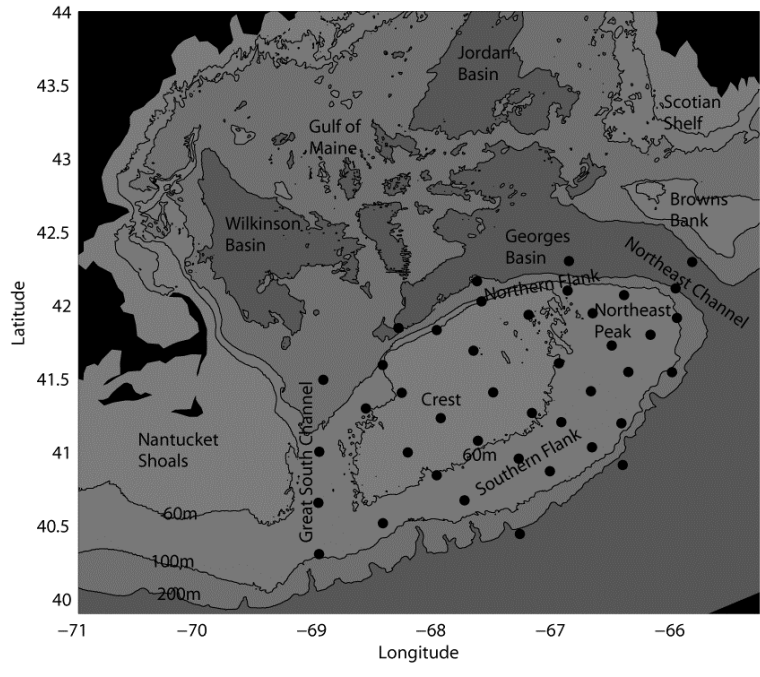 44
43.5
43
42.5
42
41.5
41
40.5
40
Latitude
Jordan
Basin
Scotian
Shelf
Gulf of
Maine
Browns
Bank
Wilkinson
Basin
Georges
Basin
Northeast Channel
Northern Flank
Northeast
Peak
Crest
Great South Channel
Nantucket
Shoals
60m
Southern Flank
60m
100m
200m
−71
−70
−69
−68
−67
−66
Longitude